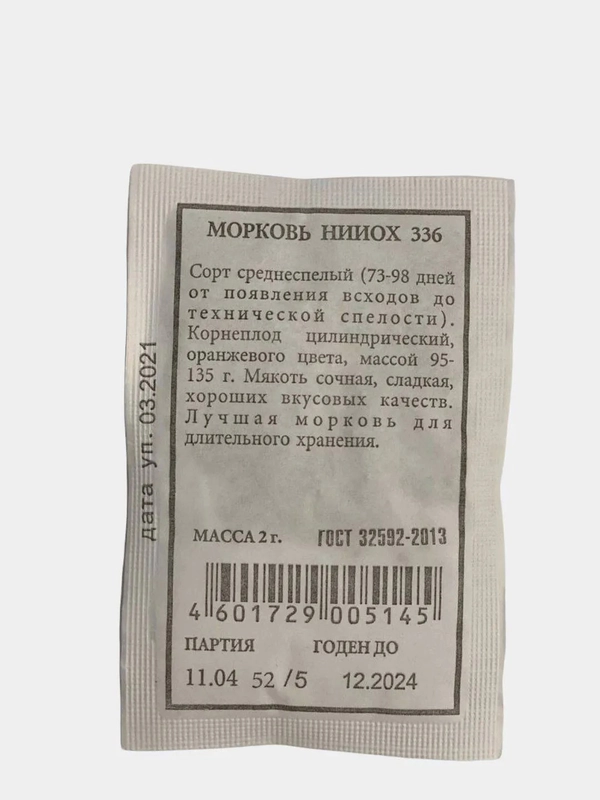 МОРКОВЬ НИИОХ 336
Сорт среднеспелый (73-98 дней
от появления всходов до
технической спелости).
Корнеплод цилиндрический,
оранжевого цвета, массой 95-
135 г. Мякоть сочная, сладкая,
хороших вкусовых качеств.
Лучшая морковь для
длительного хранения.
дата уп. 03.2021
МАССА 2 г. ГОСТ 32592-2013
4 601729 005145
ПАРТИЯ ГОДЕН ДО
11.04 52 /5 12.2024